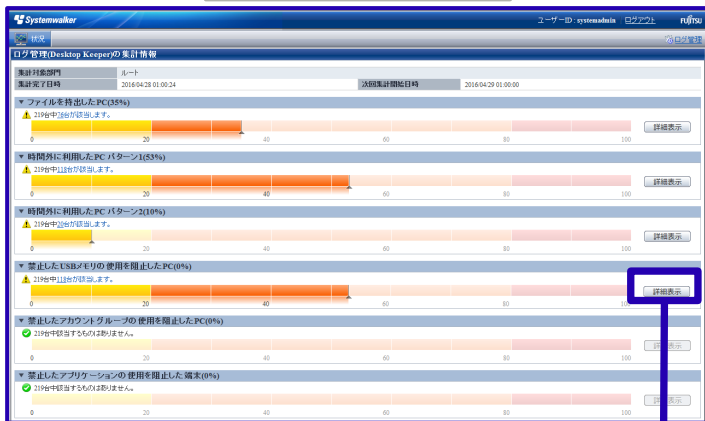 Systemwalker
ユーザーID : systemadmin ログアウト FUJITSU
状況 ログ管理
ログ管理(Desktop Keeper)の集計情報
集計対象部門 ルート
集計完了日時 2016/04/28 01:00:24 次回集計開始日時 2016/04/29 01:00:00
▼ ファイルを持出したPC(35%)
219台中76台が該当します。
詳細表示
0 20 40 60 80 100
▼ 時間外に利用したPC パターン1(53%)
219台中118台が該当します。
詳細表示
0 20 40 60 80 100
▼ 時間外に利用したPC パターン2(10%)
219台中20台が該当します。
詳細表示
0 20 40 60 80 100
▼ 禁止したUSBメモリの使用を阻止したPC(0%)
219台中118台が該当します。
詳細表示
0 20 40 60 80 100
▼ 禁止したアカウントグループの使用を阻止したPC(0%)
219台中該当するものはありません。
詳細表示
0 20 40 60 80 100
▼ 禁止したアプリケーションの使用を阻止した端末(0%)
219台中該当するものはありません。
詳細表示
0 20 40 60 80 100